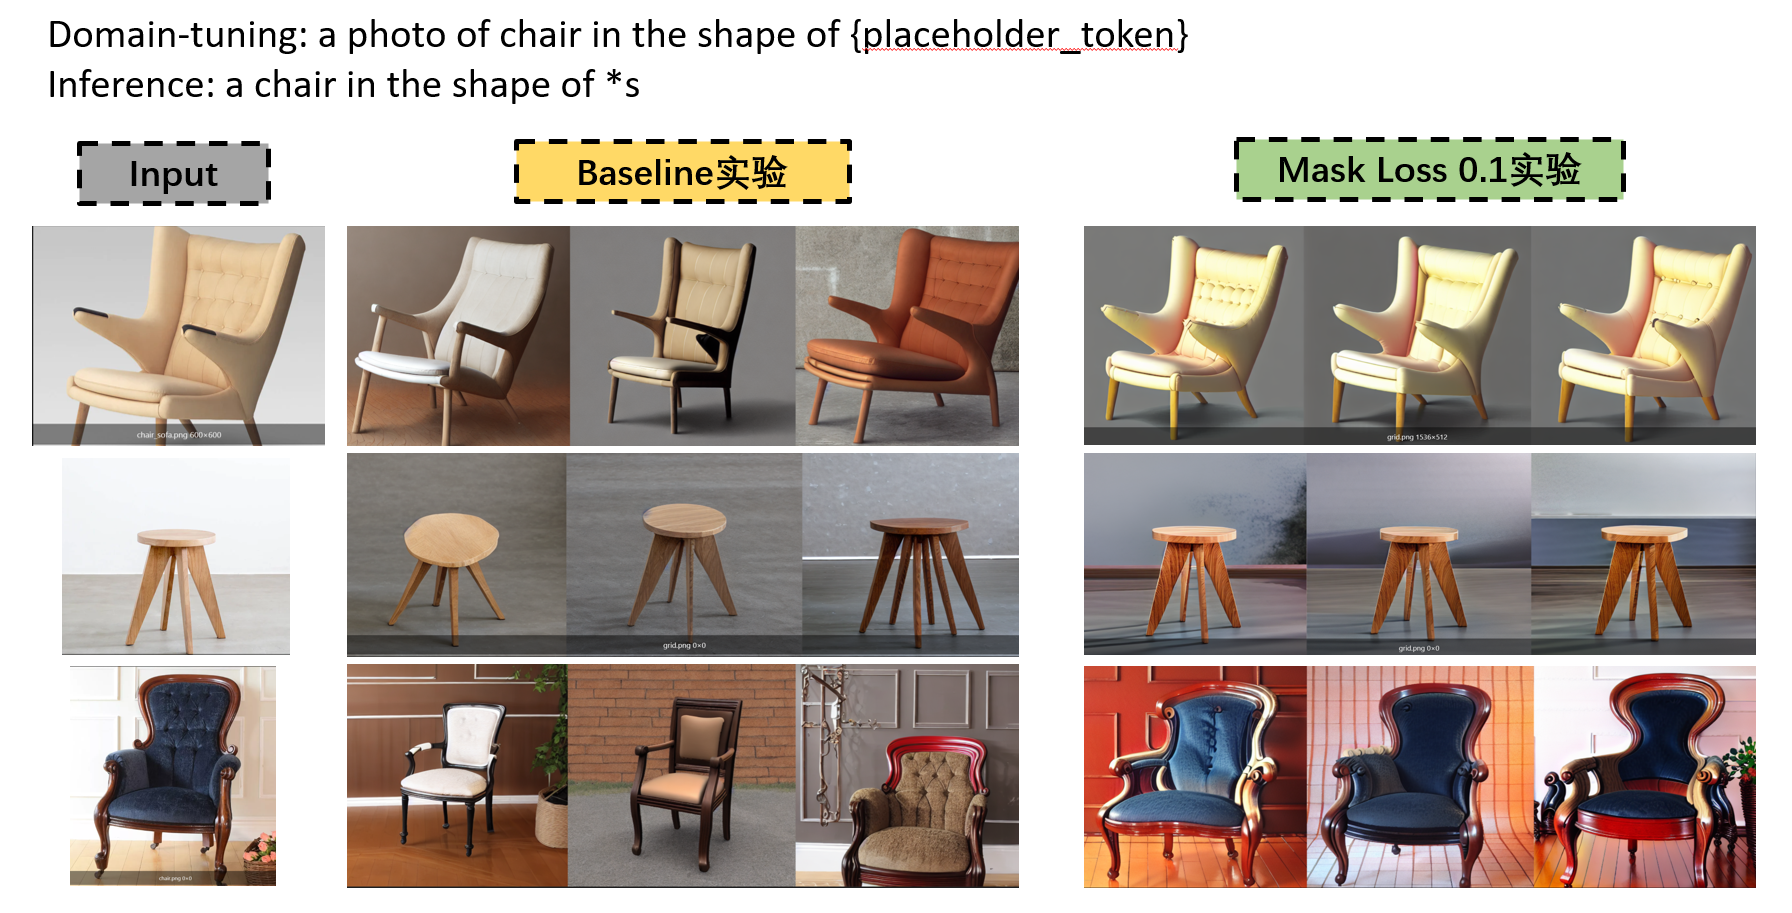 Domain-tuning: a photo of chair in the shape of {placeholder_token}
Inference: a chair in the shape of *s
Input
Baseline实验
Mask Loss 0.1实验
chair_sofa.png 600×600
grid.png 1536×512
grid.png 0×0
grid.png 0×0
chair.png 0×0